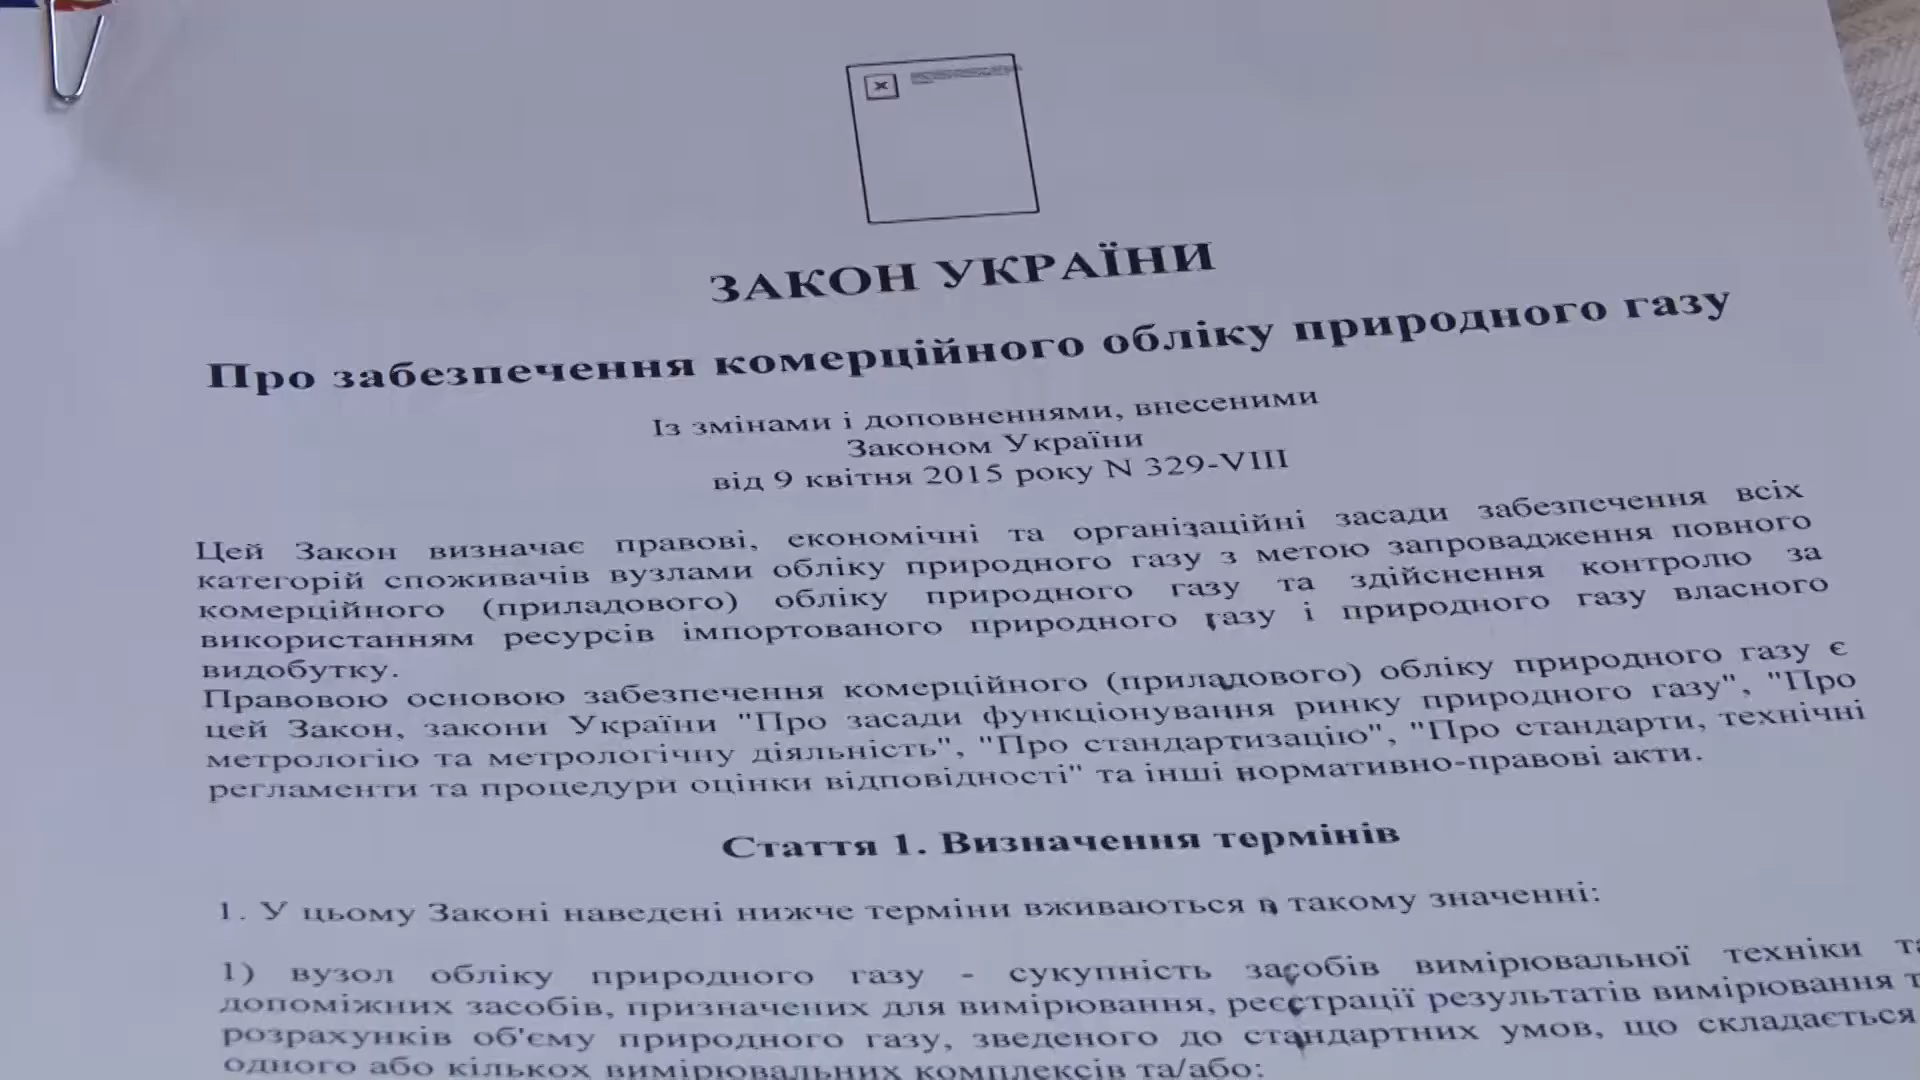 ЗАКОН УКРАЇНИ
Про забезпечення комерційного обліку природного газу
Із змінами і доповненнями, внесеними
Законом України
від 9 квітня 2015 року N 329-VIII
Цей Закон визначає правові, економічні та організаційні засади забезпечення всіх
категорій споживачів вузлами обліку природного газу з метою запровадження повного
комерційного (приладового) обліку природного газу та здійснення контролю за
використанням ресурсів імпортованого природного газу і природного газу власного
видобутку.
Правовою основою забезпечення комерційного (приладового) обліку природного газу є
цей Закон, закони України "Про засади функціонування ринку природного газу", "Про
метрологію та метрологічну діяльність", "Про стандартизацію", "Про стандарти, технічні
регламенти та процедури оцінки відповідності" та інші нормативно-правові акти.
Стаття 1. Визначення термінів
1. У цьому Законі наведені нижче терміни вживаються в такому значенні:
1) вузол обліку природного газу - сукупність засобів вимірювальної техніки та
допоміжних засобів, призначених для вимірювання, реєстрації результатів вимірювання т
розрахунків об'єму природного газу, зведеного до стандартних умов, що складається
одного або кількох вимірювальних комплексів та/або: